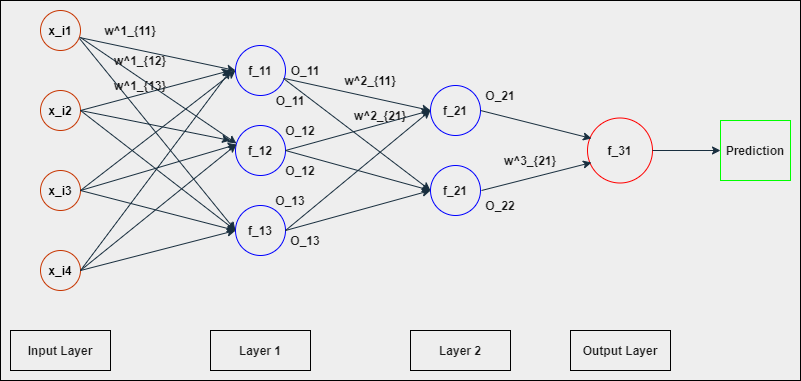 x_i1
w^1_{11}
w^1_{12}
w^1_{13}
x_i2
x_i3
x_i4
f_11
O_11
O_11
f_12
O_12
O_12
f_13
O_13
O_13
w^2_{11}
w^2_{21}
f_21
O_21
f_21
O_22
w^3_{21}
f_31
Prediction
Input Layer
Layer 1
Layer 2
Output Layer